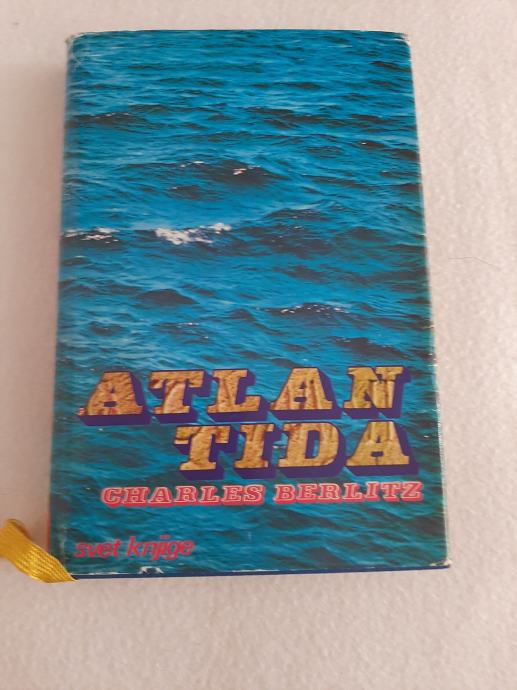 ATLAN
TIDA
CHARLES BERLITZ
svet knjige